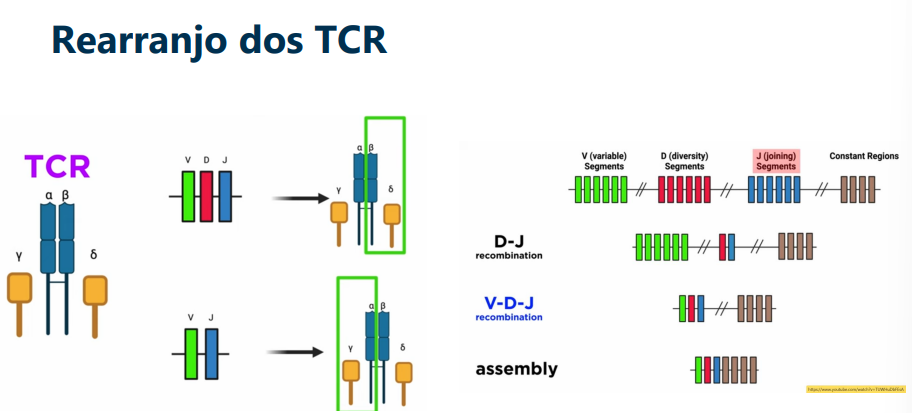 Rearranjo dos TCR
TCR
α β
γ
δ
V D J
α β
γ
δ
V J
α β
γ
δ
V (variable)
Segments
D (diversity)
Segments
J (joining)
Segments
Constant Regions
D-J
recombination
V-D-J
recombination
assembly